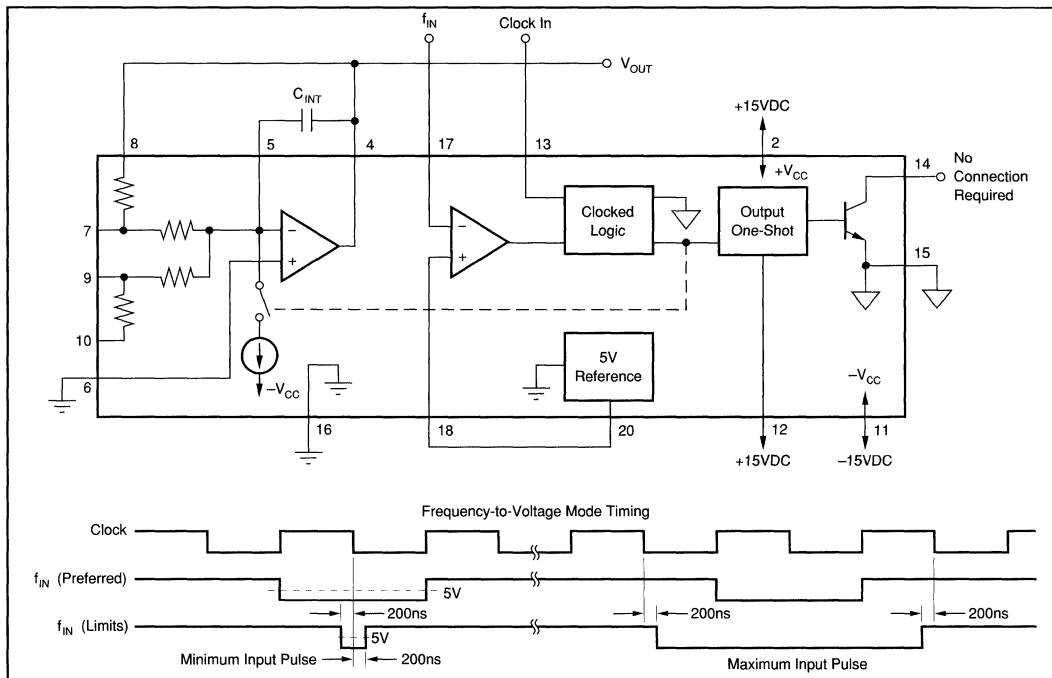 f_IN
Clock In
V_OUT
C_INT
+15VDC
8
5
4
17
13
2
14
No
Connection
Required
+V_CC
Clocked
Logic
Output
One-Shot
7
−
+
−
+
15
9
10
5V
Reference
6
−V_CC
−V_CC
16
18
20
12
11
+15VDC
−15VDC
Frequency-to-Voltage Mode Timing
Clock
f_IN (Preferred)
5V
200ns
200ns
200ns
f_IN (Limits)
5V
Minimum Input Pulse
200ns
Maximum Input Pulse